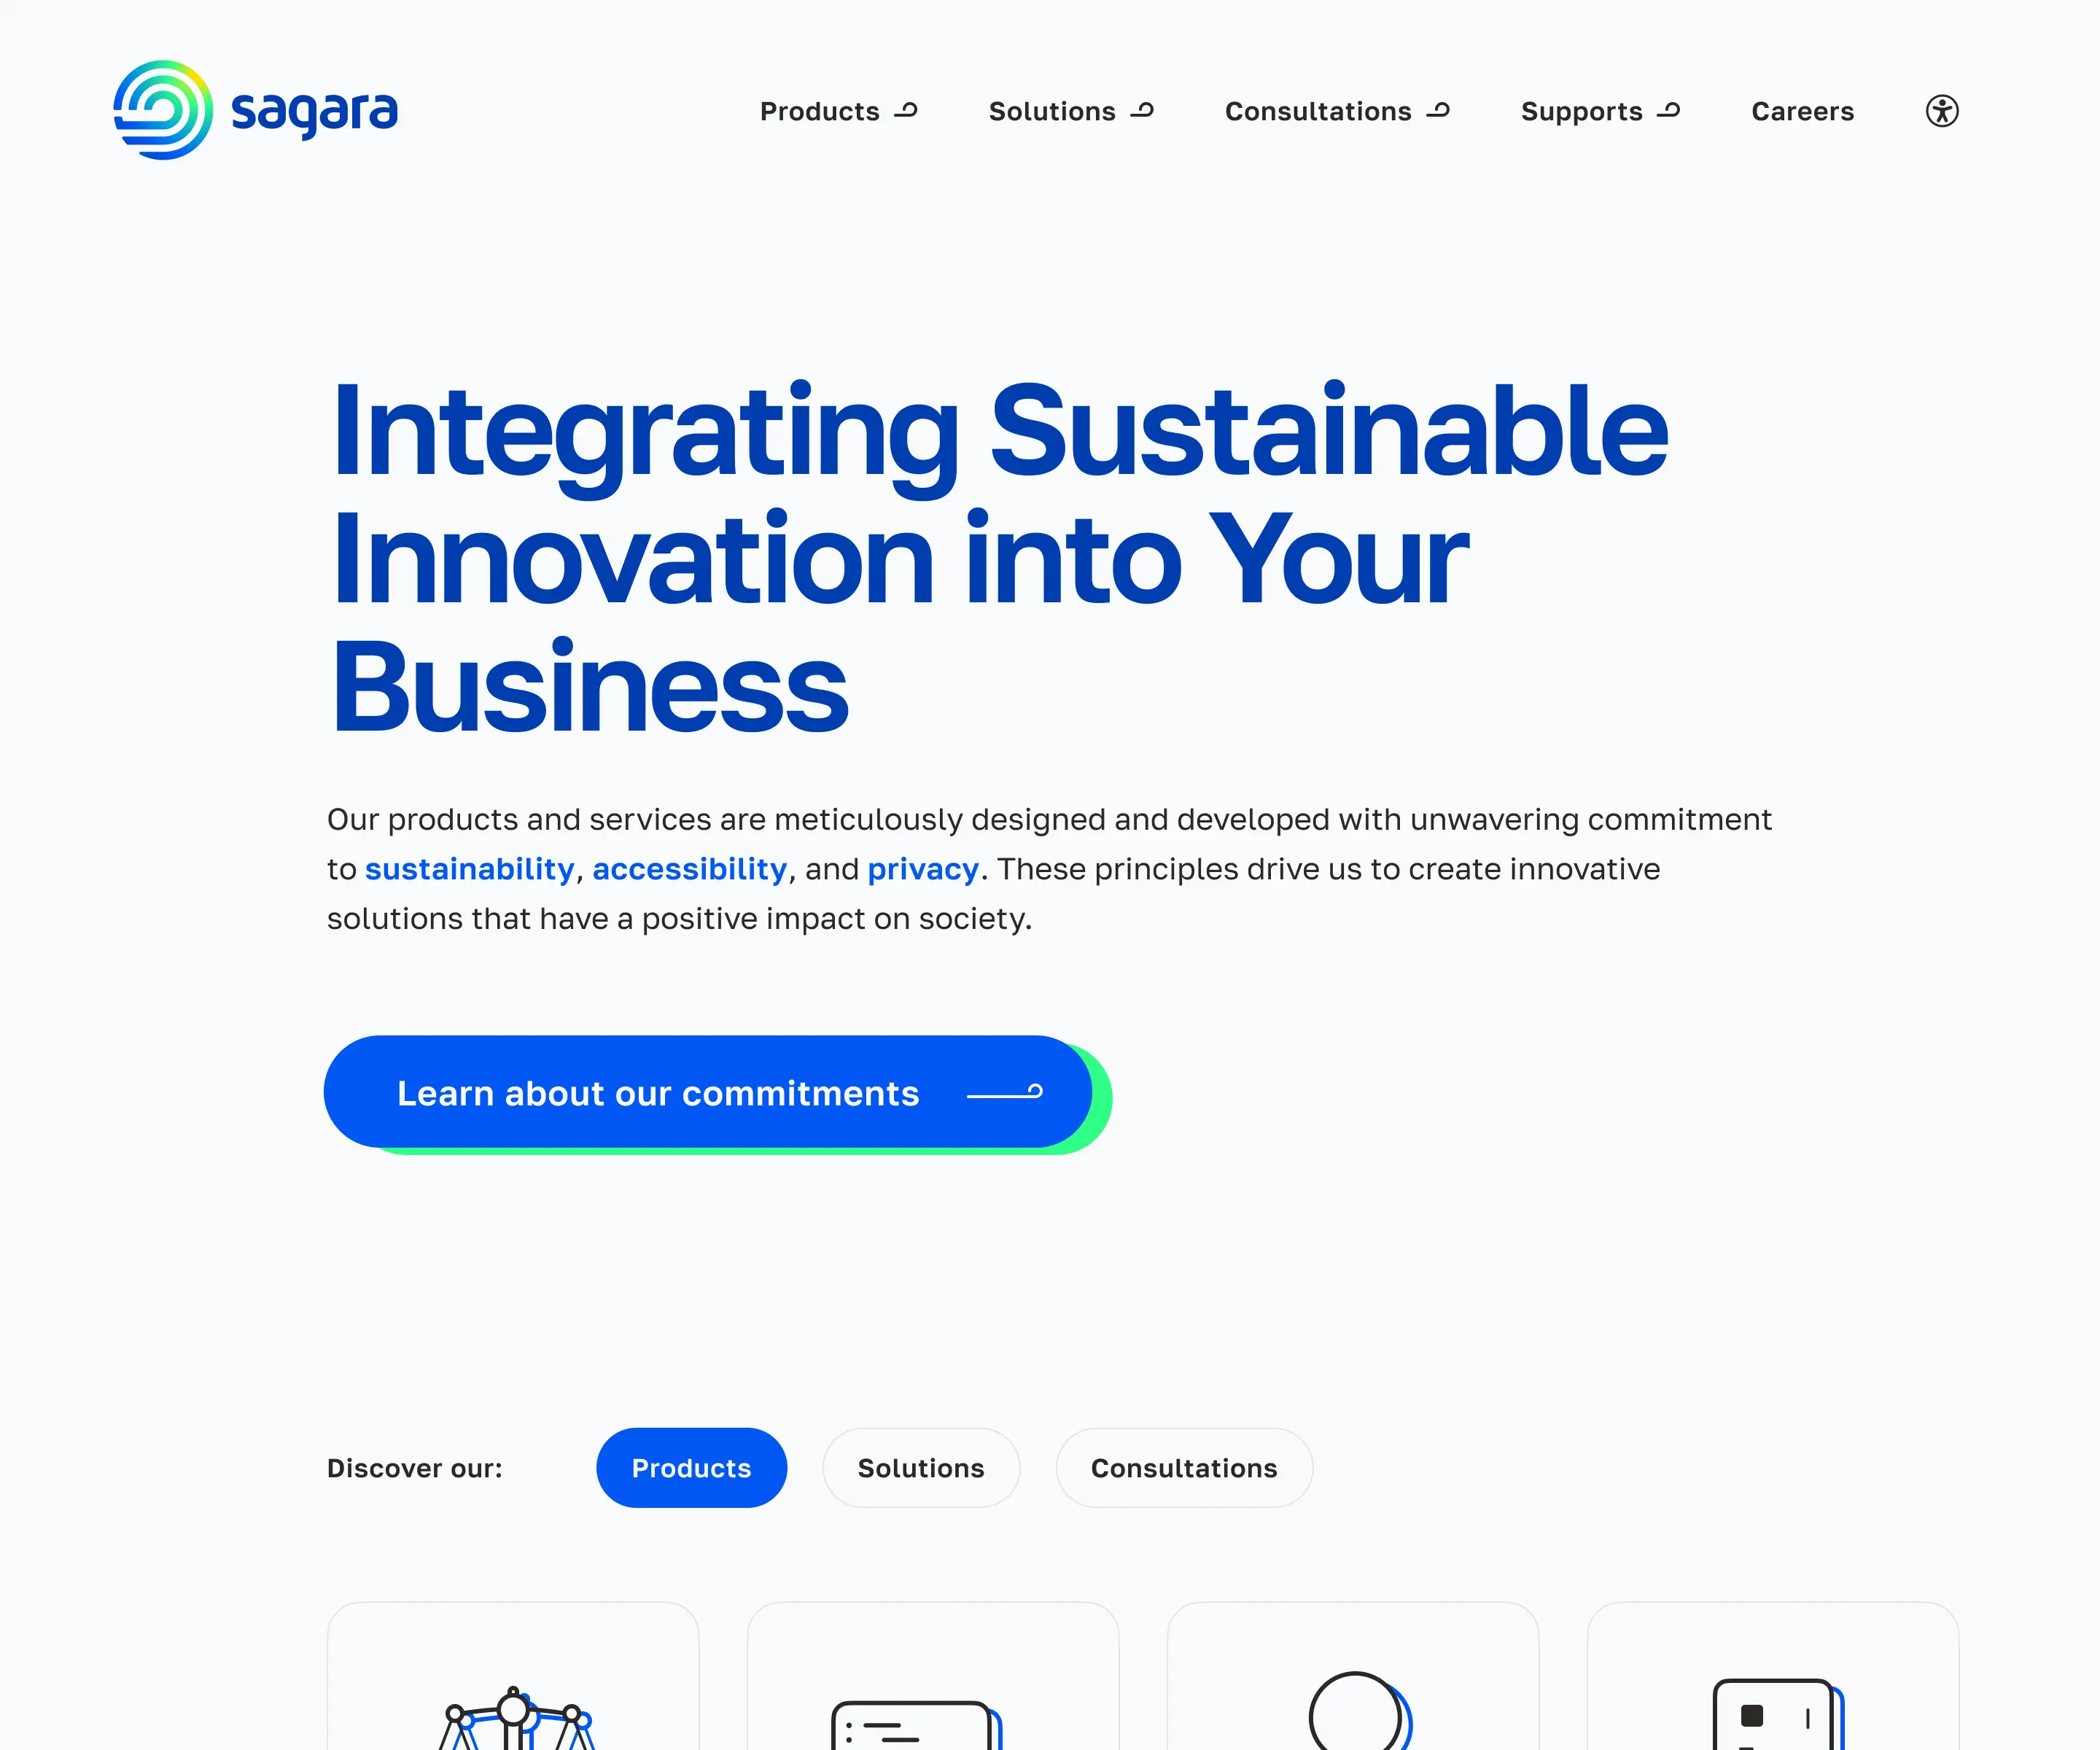 sagara
Products
Solutions
Consultations
Supports
Careers
Integrating Sustainable
Innovation into Your
Business
Our products and services are meticulously designed and developed with unwavering commitment
to sustainability, accessibility, and privacy. These principles drive us to create innovative
solutions that have a positive impact on society.
Learn about our commitments
Discover our:
Products
Solutions
Consultations